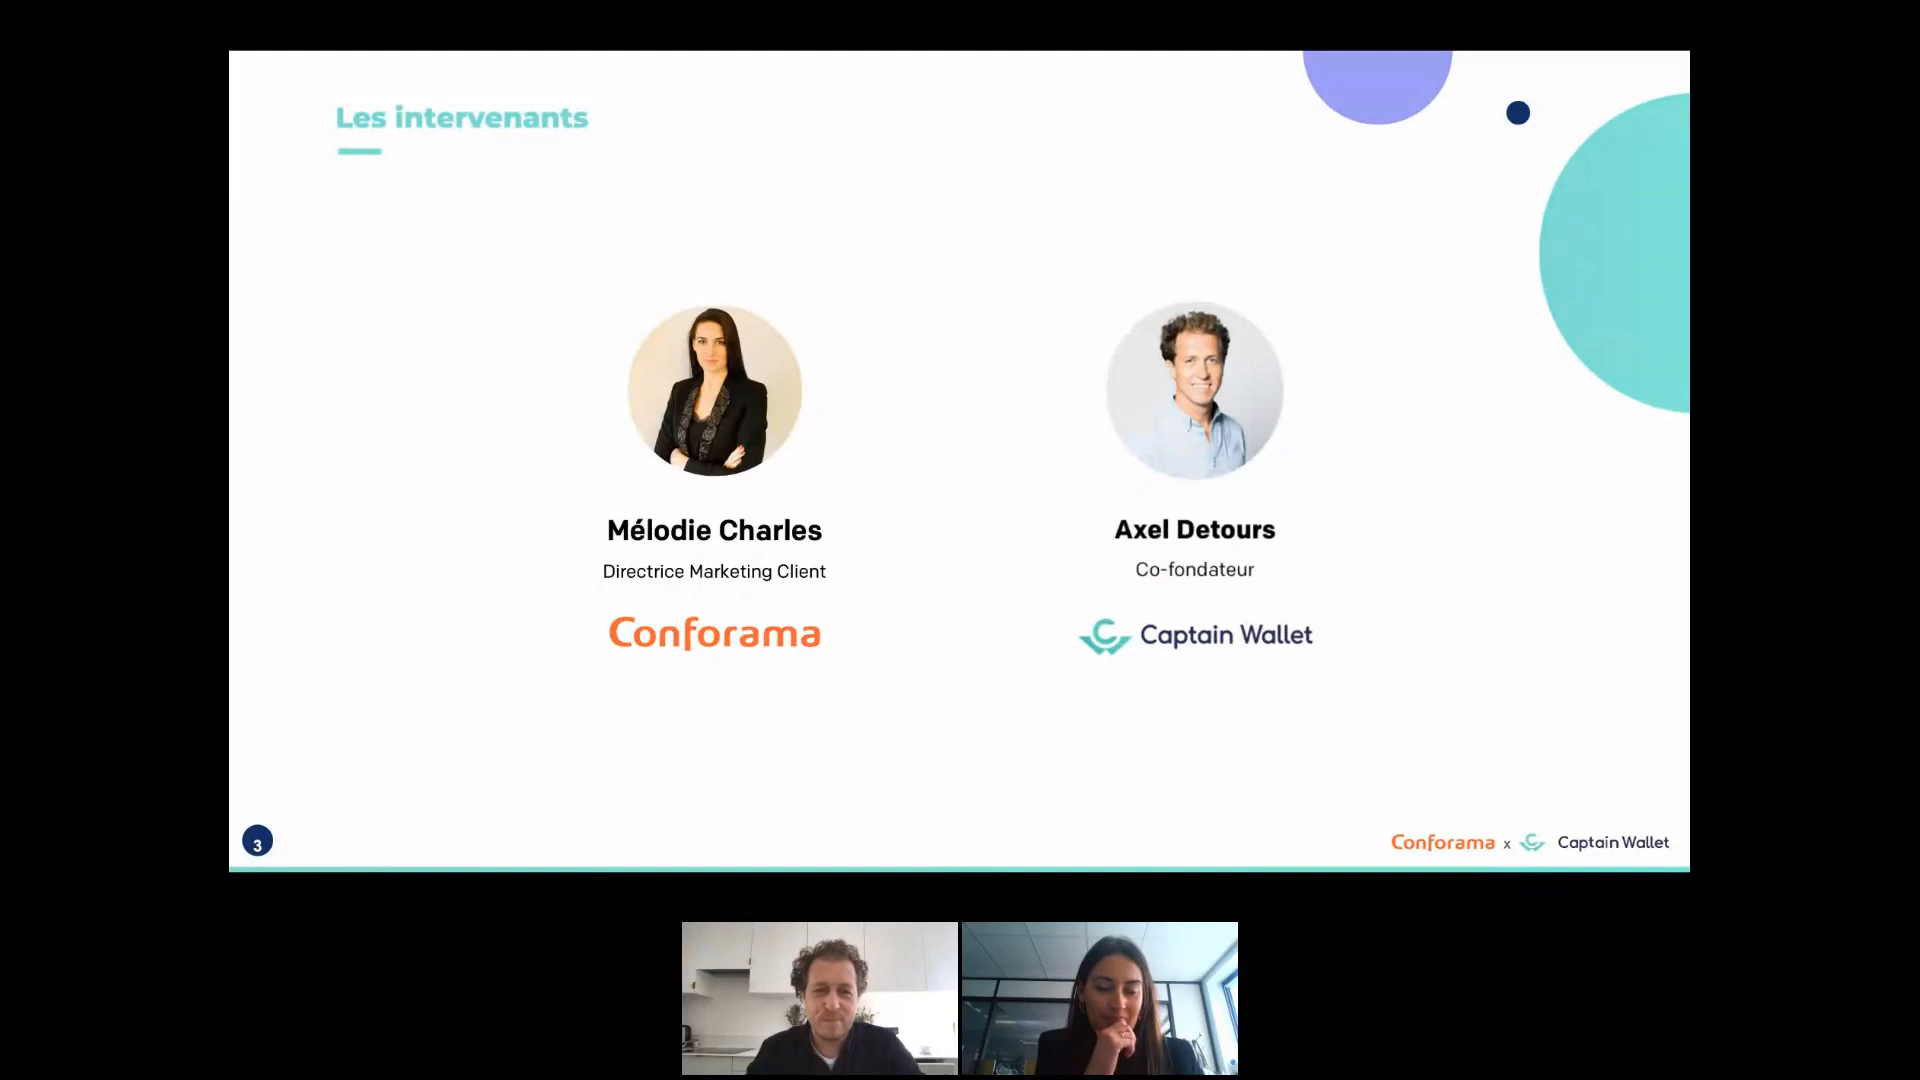 Les intervenants
Mélodie Charles
Directrice Marketing Client
Conforama
Axel Detours
Co-fondateur
Captain Wallet
3
Conforama x Captain Wallet